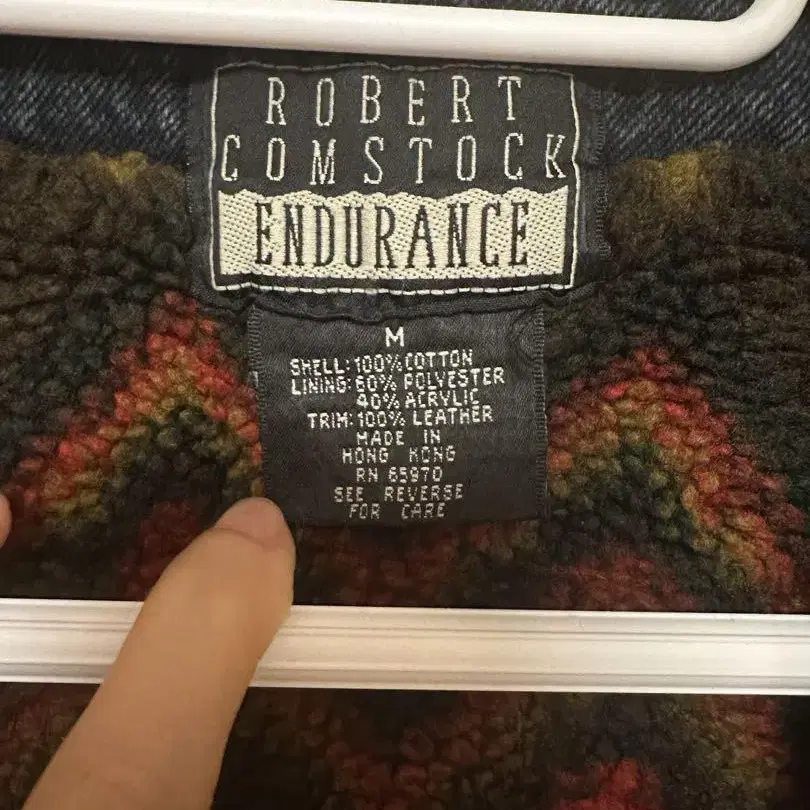 ROBERT
COMSTOCK
ENDURANCE
M
SHELL: 100% COTTON
LINING: 60% POLYESTER
40% ACRYLIC
TRIM: 100% LEATHER
MADE IN
HONG KONG
RN 65970
SEE REVERSE
FOR CARE